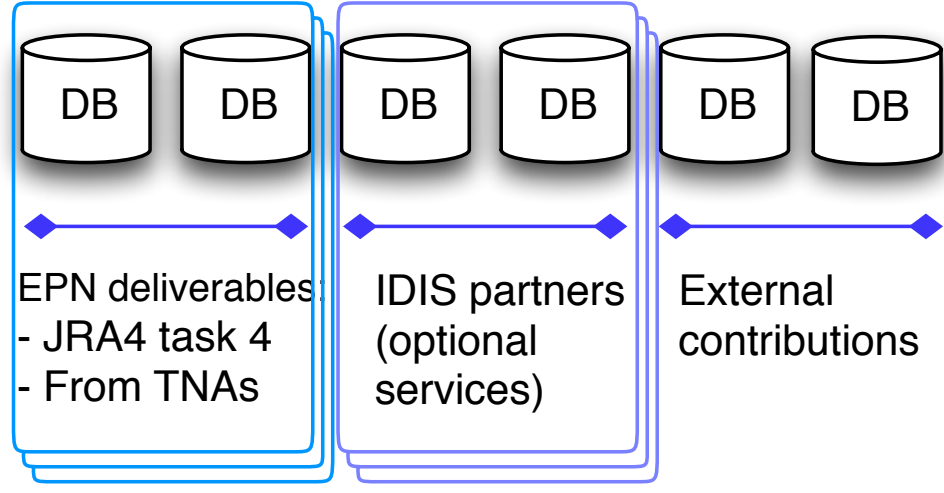 DB DB DB DB DB DB
EPN deliverables:
- JRA4 task 4
- From TNAs
IDIS partners
(optional
services)
External
contributions